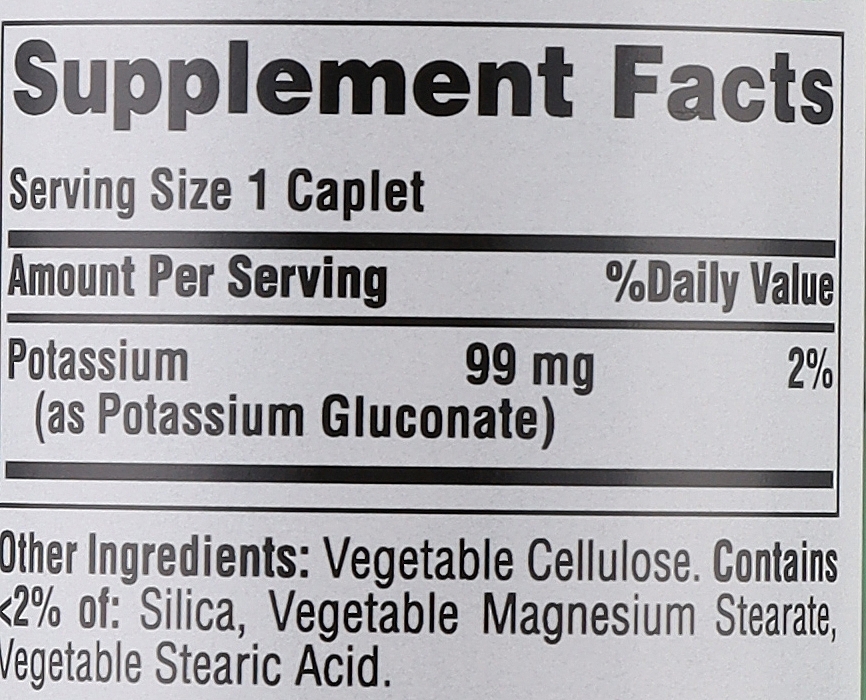 Supplement Facts
Serving Size 1 Caplet
Amount Per Serving %Daily Value
Potassium 99 mg 2%
(as Potassium Gluconate)
Other Ingredients: Vegetable Cellulose. Contains
<2% of: Silica, Vegetable Magnesium Stearate,
Vegetable Stearic Acid.